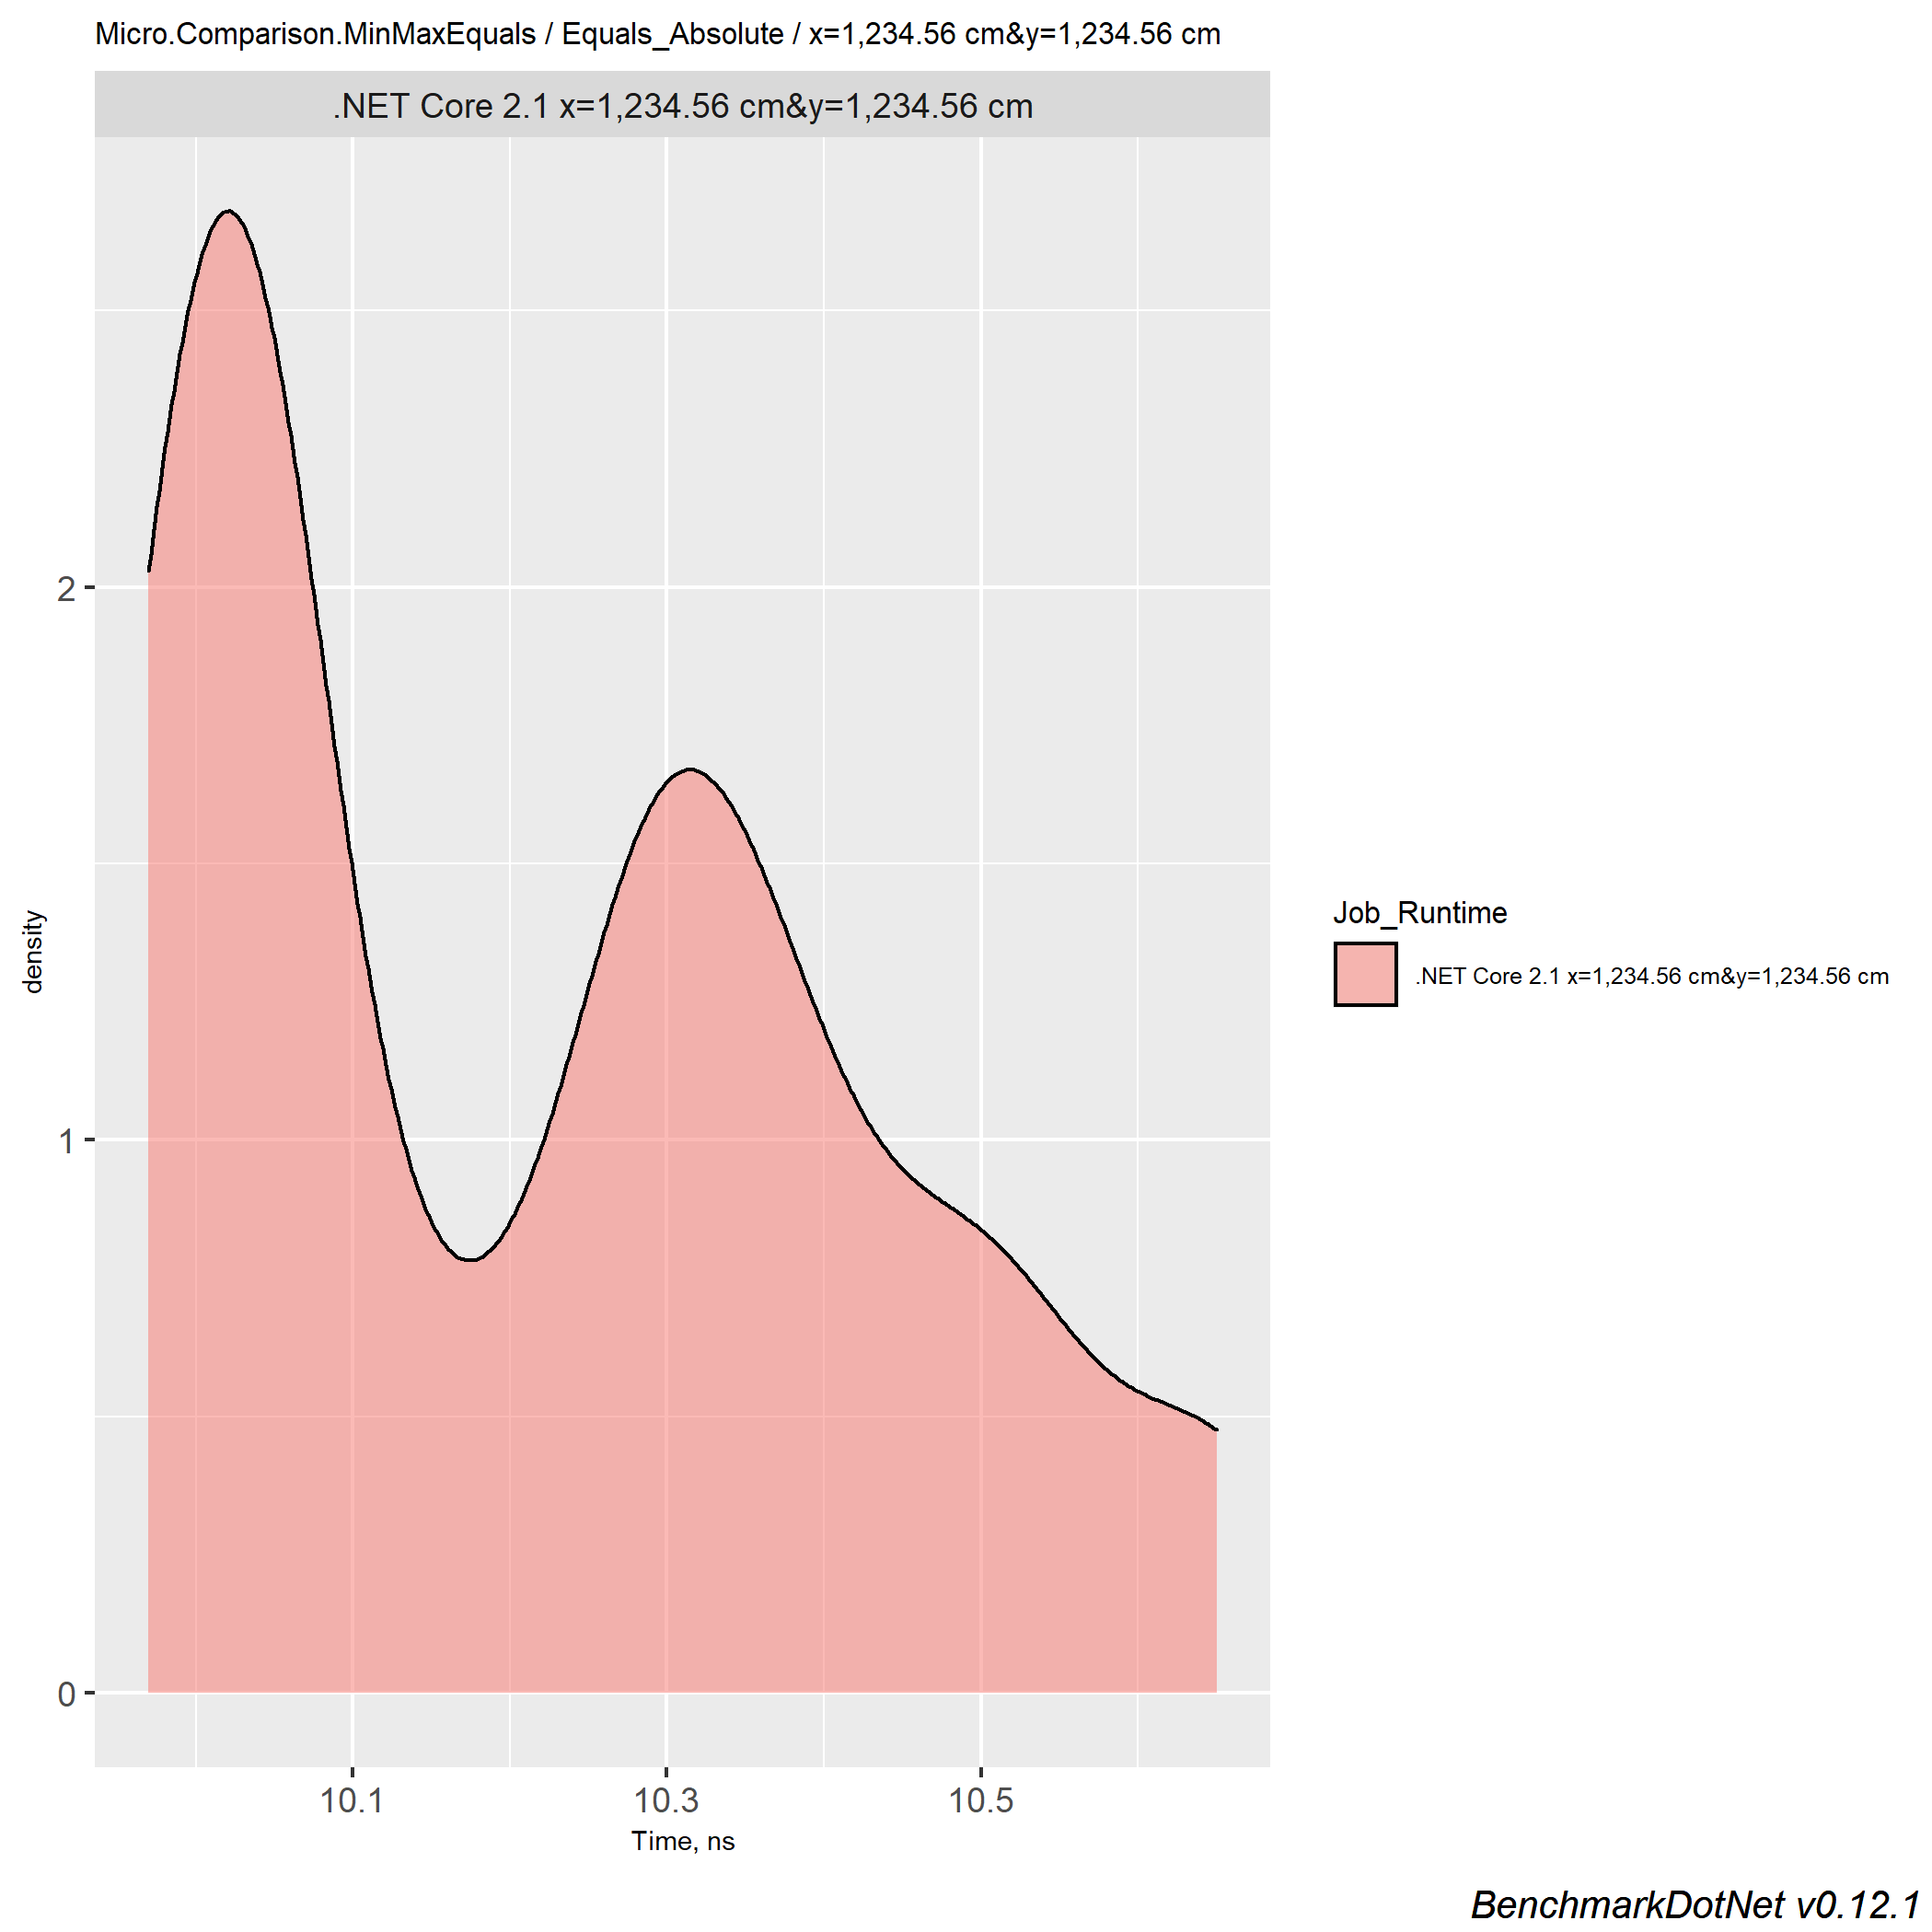 Micro.Comparison.MinMaxEquals / Equals_Absolute / x=1,234.56 cm&y=1,234.56 cm
.NET Core 2.1 x=1,234.56 cm&y=1,234.56 cm
2
1
0
density
10.1
10.3
10.5
Time, ns
Job_Runtime
.NET Core 2.1 x=1,234.56 cm&y=1,234.56 cm
BenchmarkDotNet v0.12.1